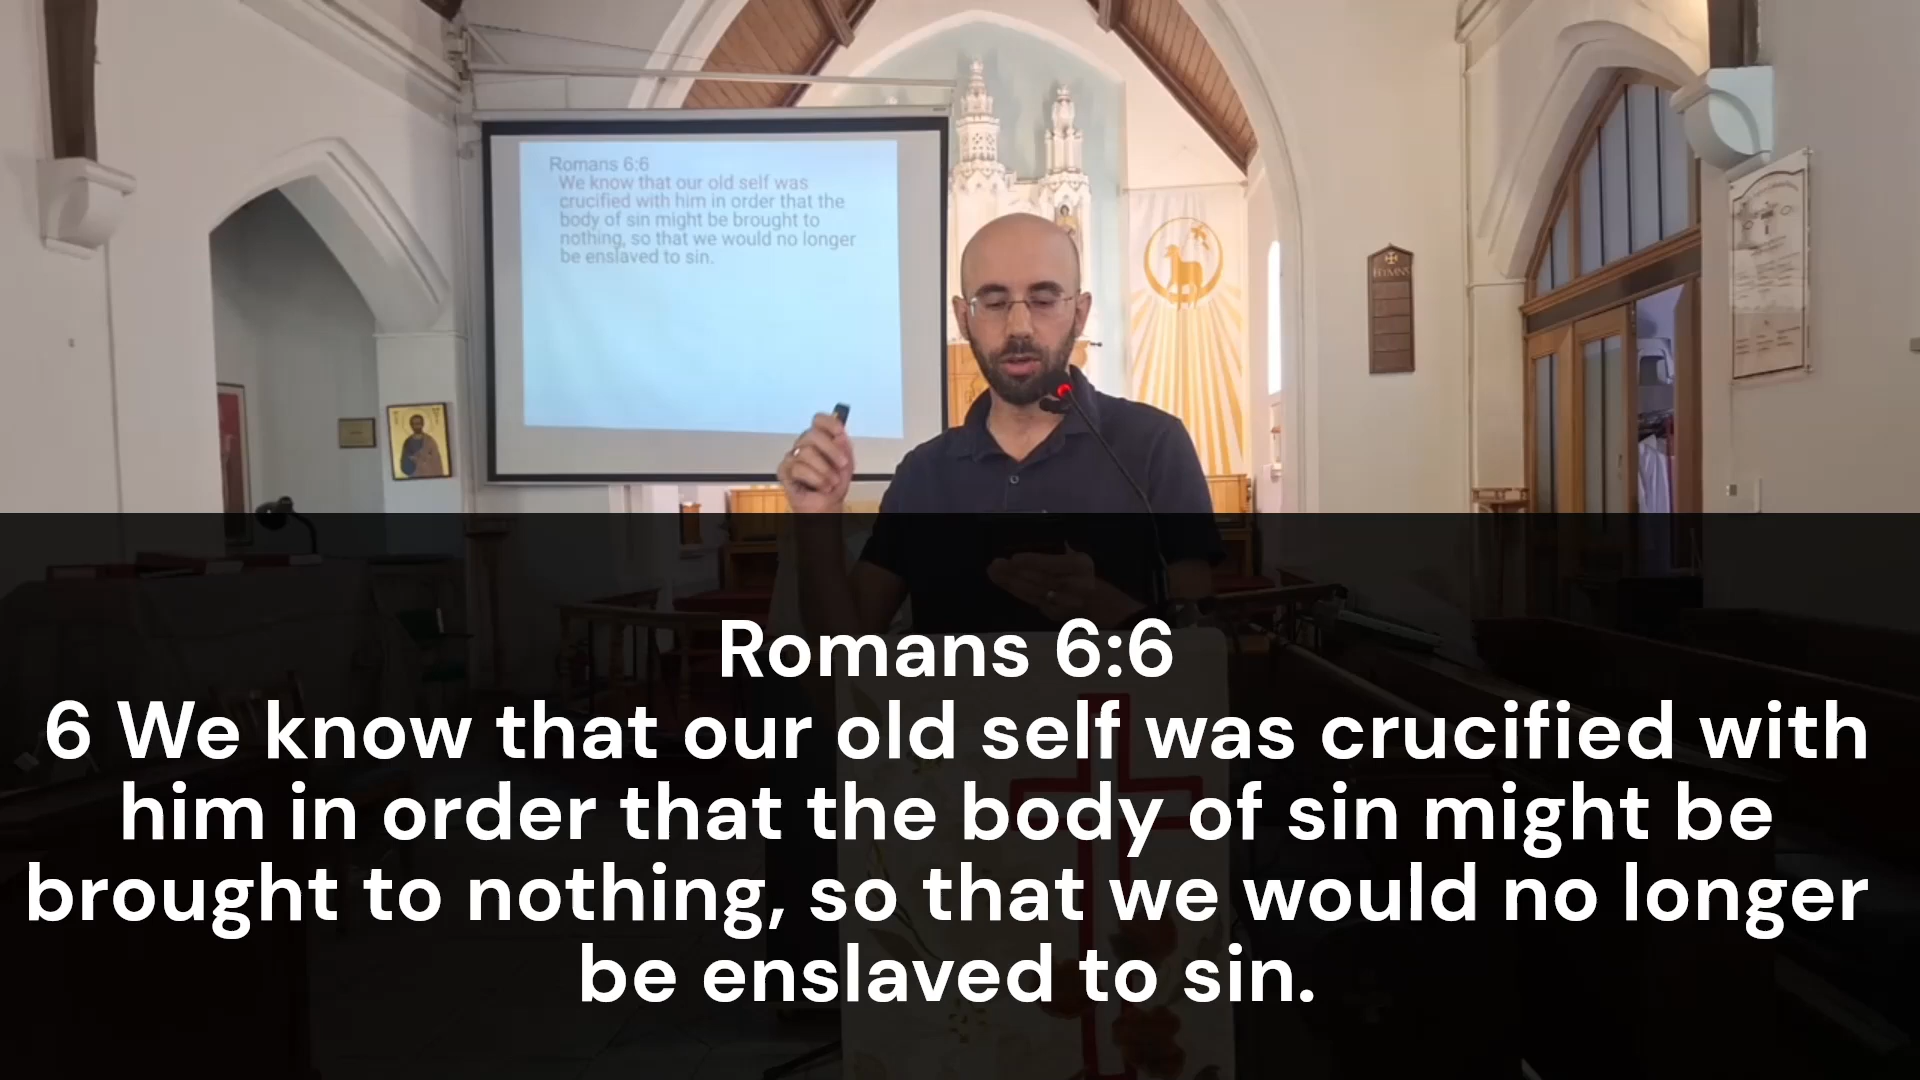 Romans 6:6
We know that our old self was
crucified with him in order that the
body of sin might be brought to
nothing, so that we would no longer
be enslaved to sin.
HYMNS
Romans 6:6
6 We know that our old self was crucified with
him in order that the body of sin might be
brought to nothing, so that we would no longer
be enslaved to sin.